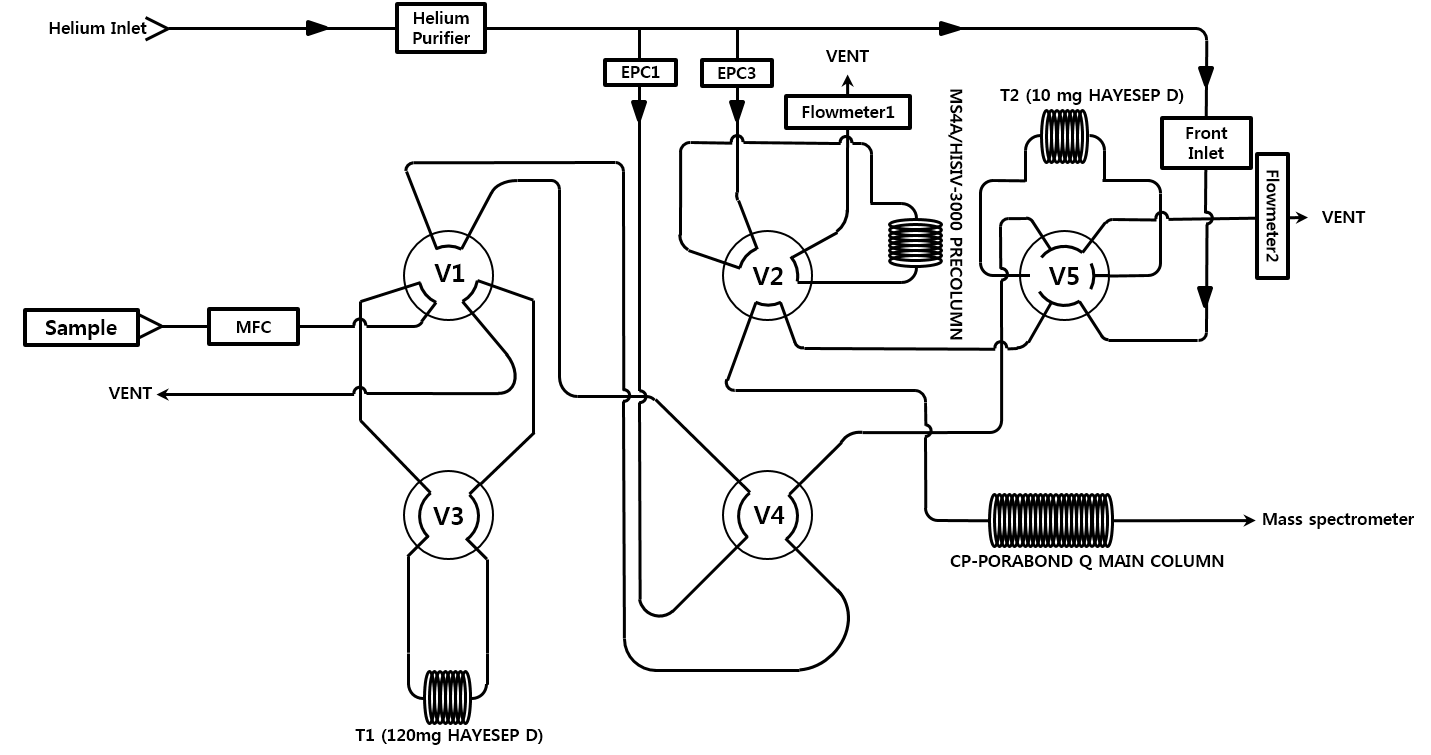 Helium Inlet
Helium
Purifier
EPC1
EPC3
VENT
Flowmeter1
MS4A/HISIV-3000 PRECOLUMN
T2 (10 mg HAYESEP D)
Front
Inlet
Flowmeter2
VENT
V1
V2
V5
Sample
MFC
VENT
V3
V4
Mass spectrometer
CP-PORABOND Q MAIN COLUMN
T1 (120mg HAYESEP D)